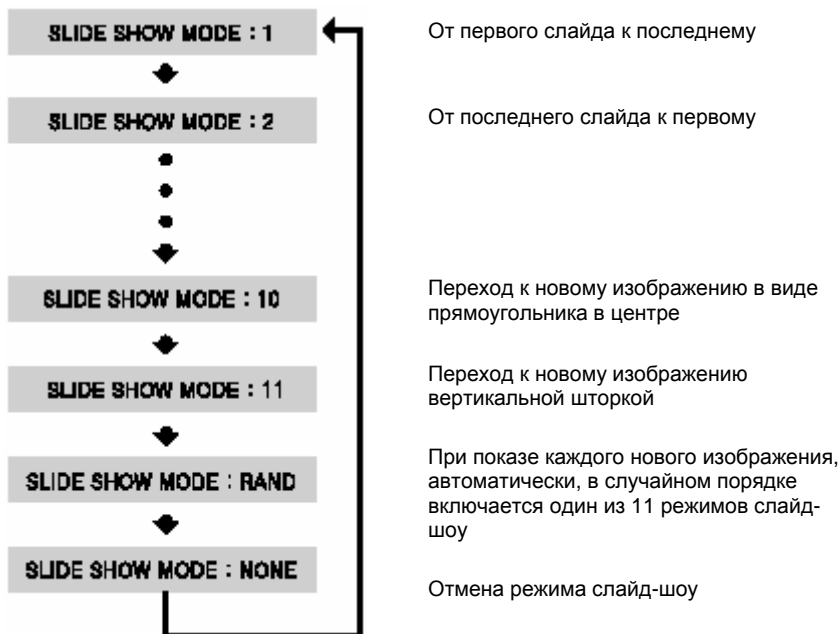 SLIDE SHOW MODE : 1
От первого слайда к последнему
SLIDE SHOW MODE : 2
От последнего слайда к первому
SLIDE SHOW MODE : 10
Переход к новому изображению в виде
прямоугольника в центре
SLIDE SHOW MODE : 11
Переход к новому изображению
вертикальной шторкой
SLIDE SHOW MODE : RAND
При показе каждого нового изображения,
автоматически, в случайном порядке
включается один из 11 режимов слайд-
шоу
SLIDE SHOW MODE : NONE
Отмена режима слайд-шоу